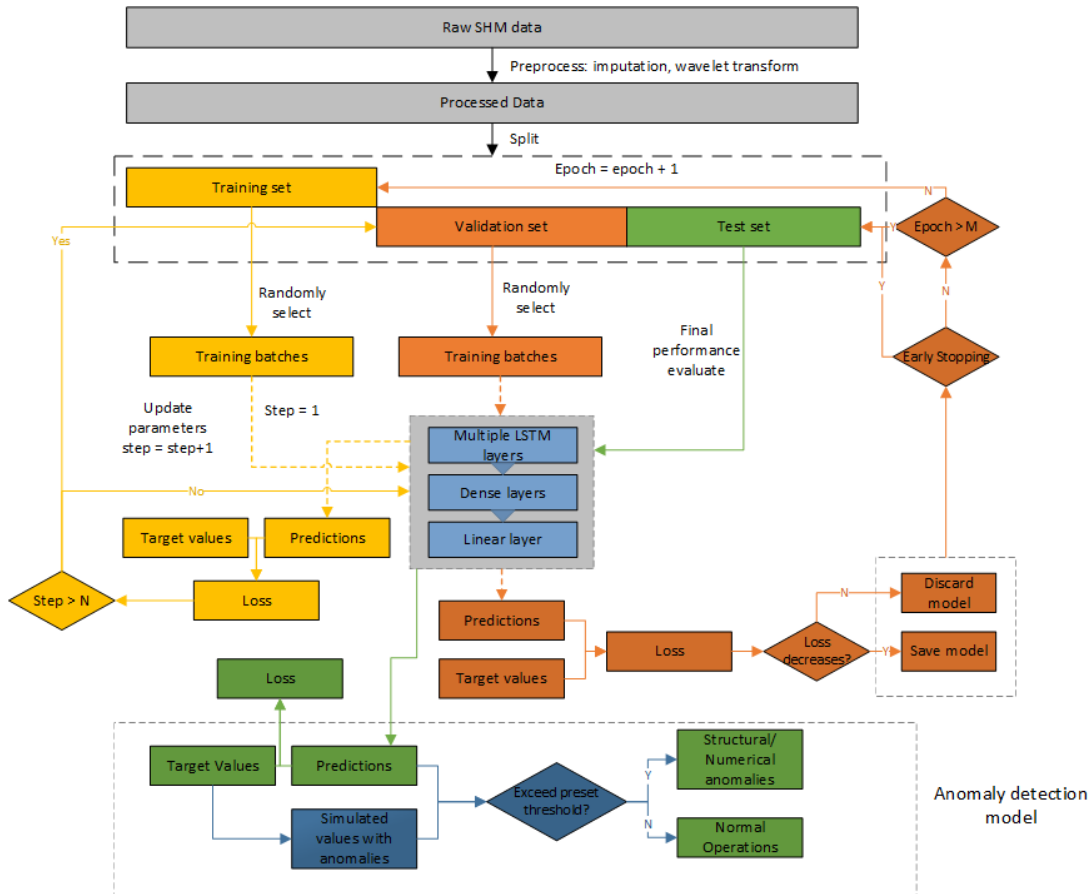 Raw SHM data
Preprocess: imputation, wavelet transform
Processed Data
Split
Epoch = epoch + 1
Training set
N
Yes
Validation set
Test set
Y
Epoch > M
Randomly
select
Randomly
select
Y
N
Final
performance
evaluate
Training batches
Training batches
Early Stopping
Update
parameters
step = step+1
Step = 1
Multiple LSTM
layers
No
Dense layers
Target values
Predictions
Linear layer
Step > N
Loss
Predictions
Target values
Loss
Loss
decreases?
N
Y
Discard
model
Save model
Loss
Target Values
Predictions
Simulated
values with
anomalies
Exceed preset
threshold?
Y
N
Structural/
Numerical
anomalies
Normal
Operations
Anomaly detection
model